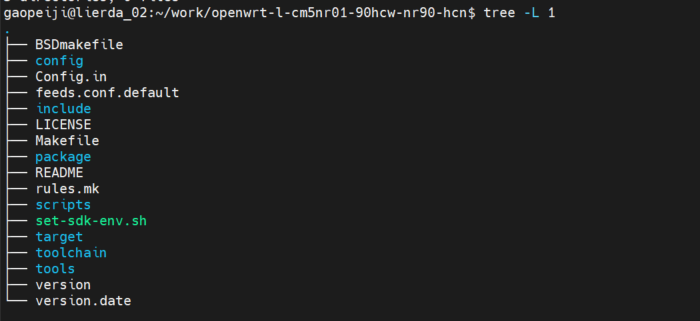 gaopeiji@lierda_02:~/work/openwrt-l-cm5nr01-90hcw-nr90-hcn$ tree -L 1
.
├── BSDmakefile
├── config
├── Config.in
├── feeds.conf.default
├── include
├── LICENSE
├── Makefile
├── package
├── README
├── rules.mk
├── scripts
├── set-sdk-env.sh
├── target
├── toolchain
├── tools
├── version
└── version.date